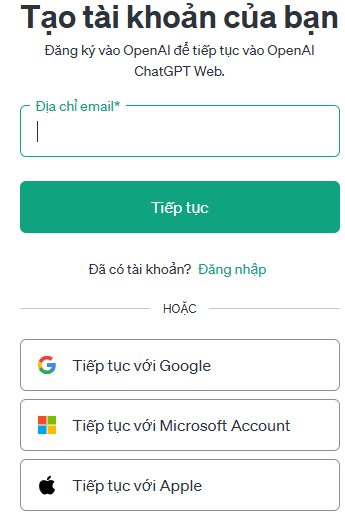 Tạo tài khoản của bạn
Đăng ký vào OpenAI để tiếp tục vào OpenAI
ChatGPT Web.
Địa chỉ email*
Tiếp tục
Đã có tài khoản? Đăng nhập
HOẶC
Tiếp tục với Google
Tiếp tục với Microsoft Account
Tiếp tục với Apple